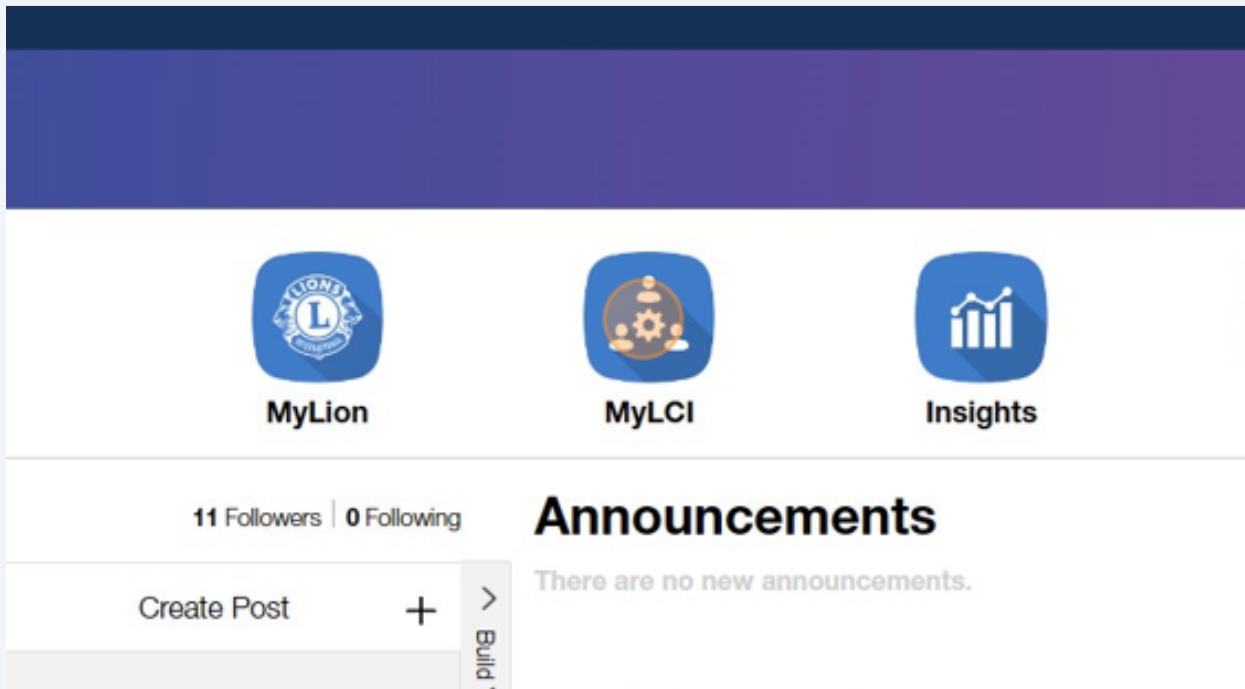 LIONS
L
MyLion
MyLCI
Insights
11 Followers | 0 Following
Create Post +
Build
Announcements
There are no new announcements.